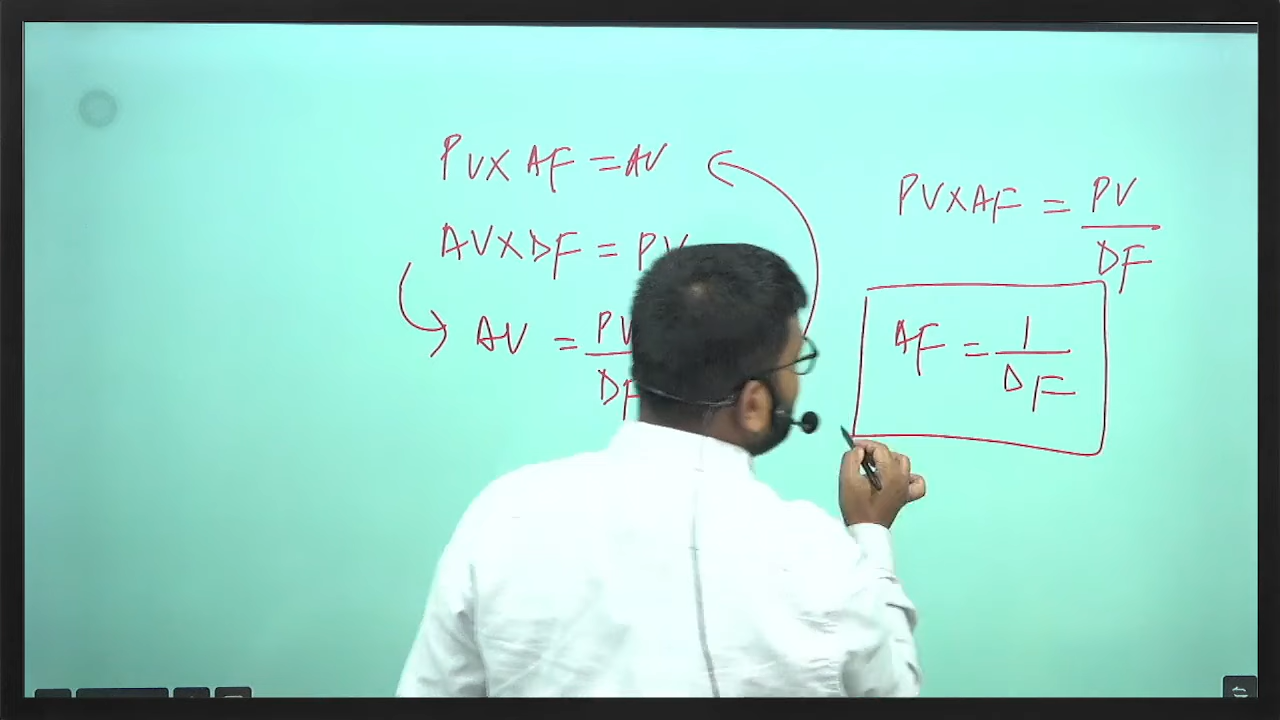 PV X AF = AV
AV X DF = PV
AV = PV / DF
PV X AF = PV / DF
AF = 1 / DF